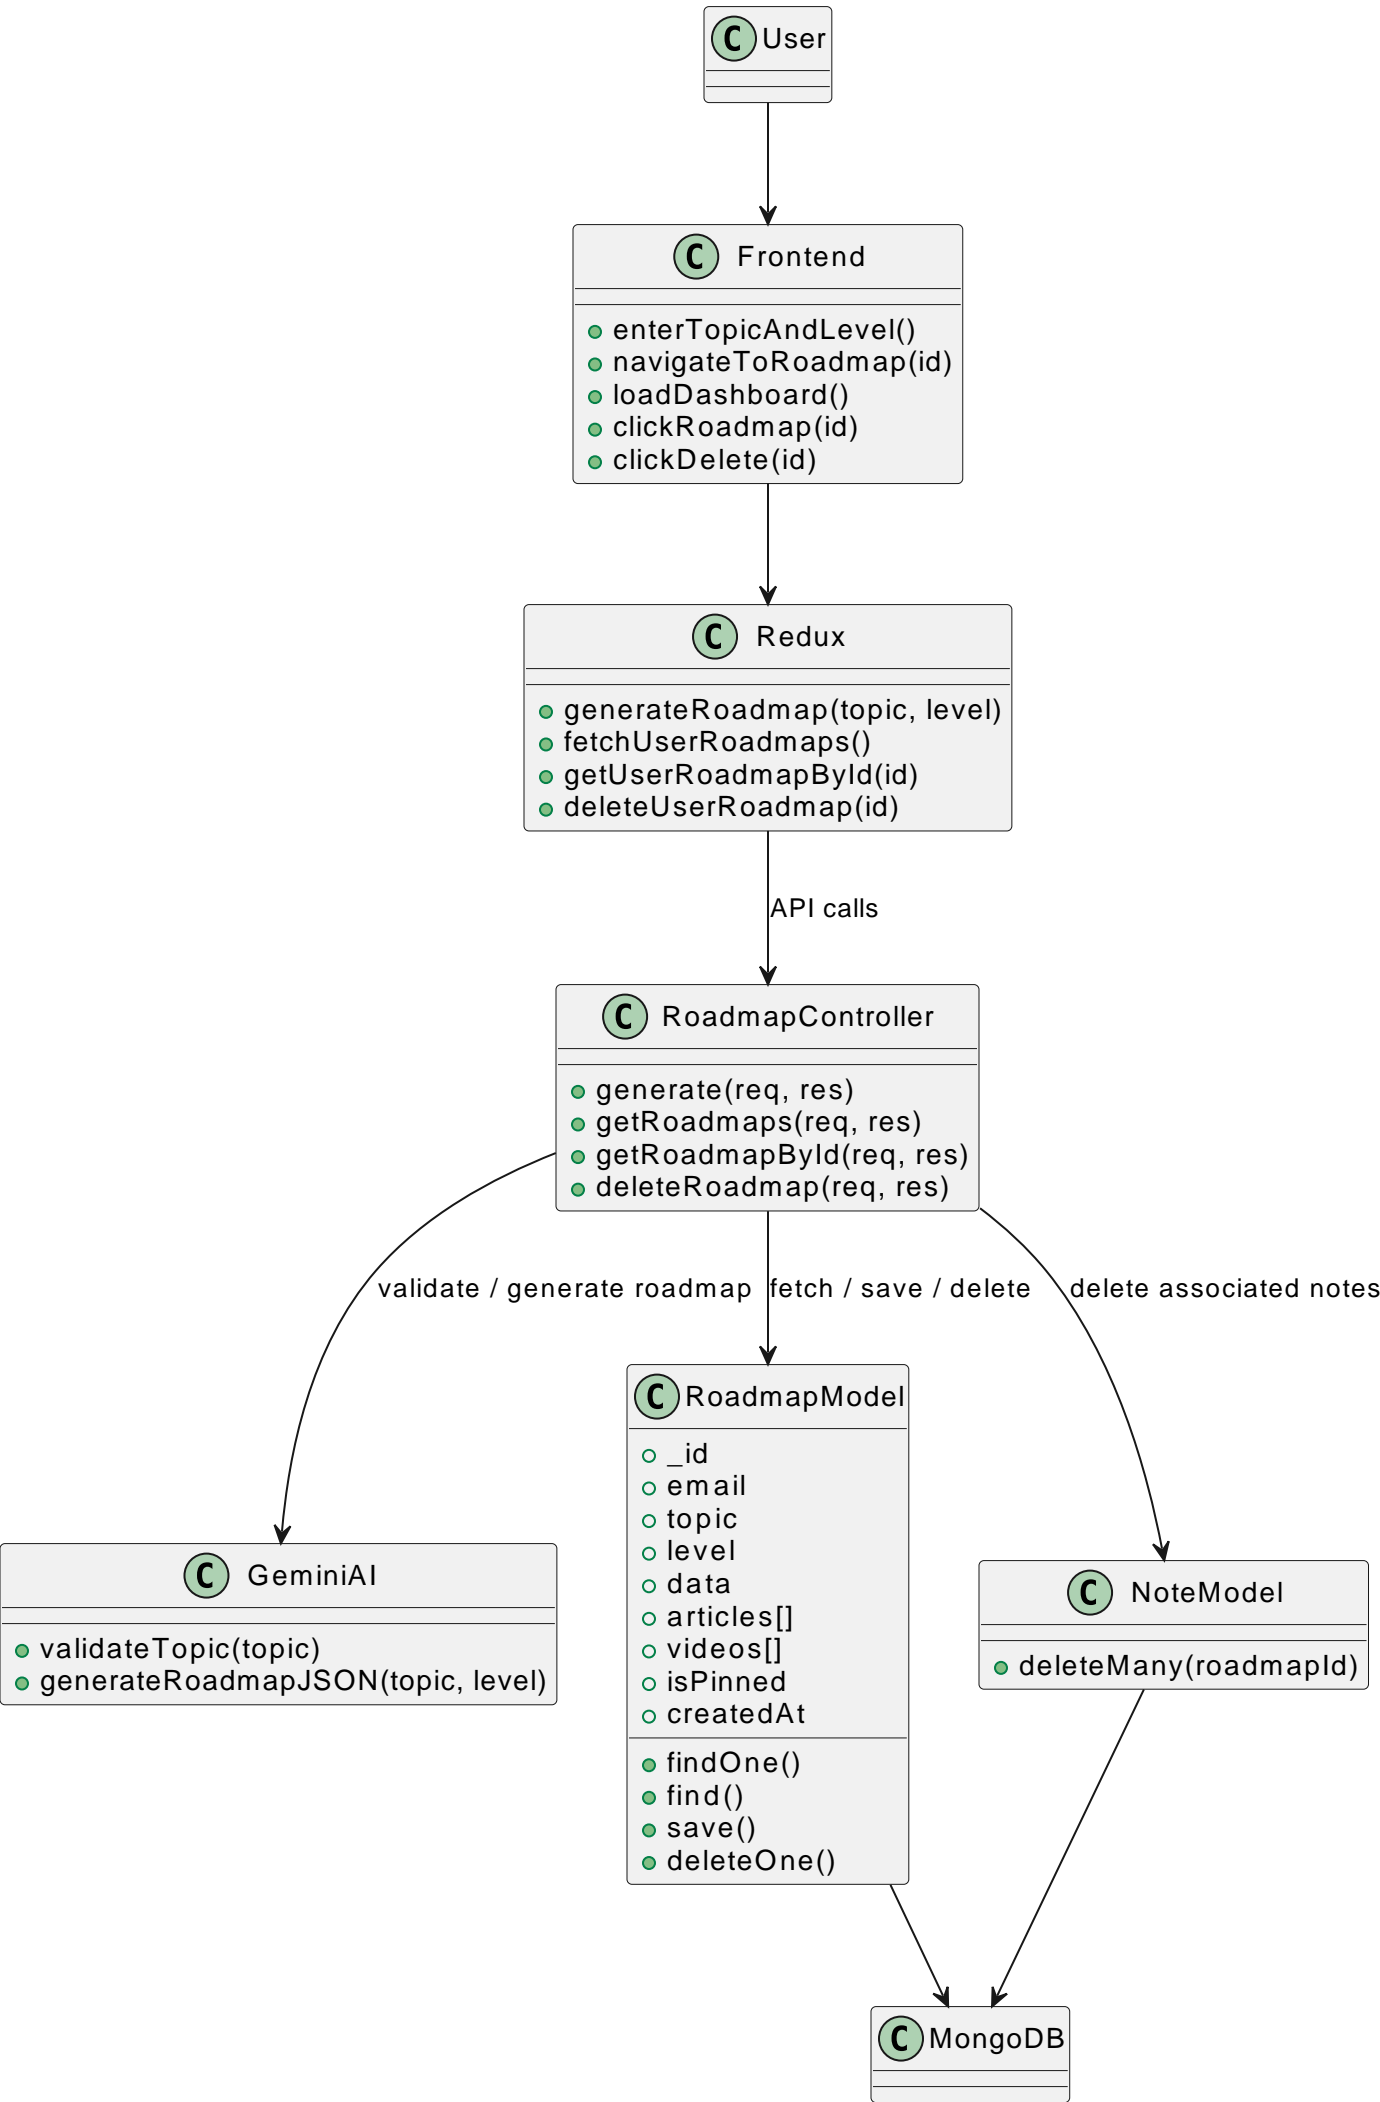 C User
C Frontend
enterTopicAndLevel()
navigateToRoadmap(id)
loadDashboard()
clickRoadmap(id)
clickDelete(id)
C Redux
generateRoadmap(topic, level)
fetchUserRoadmaps()
getUserRoadmapById(id)
deleteUserRoadmap(id)
API calls
C RoadmapController
generate(req, res)
getRoadmaps(req, res)
getRoadmapById(req, res)
deleteRoadmap(req, res)
validate / generate roadmap
fetch / save / delete
delete associated notes
C RoadmapModel
_id
email
topic
level
data
articles[]
videos[]
isPinned
createdAt
findOne()
find()
save()
deleteOne()
C GeminiAI
validateTopic(topic)
generateRoadmapJSON(topic, level)
C NoteModel
deleteMany(roadmapId)
C MongoDB